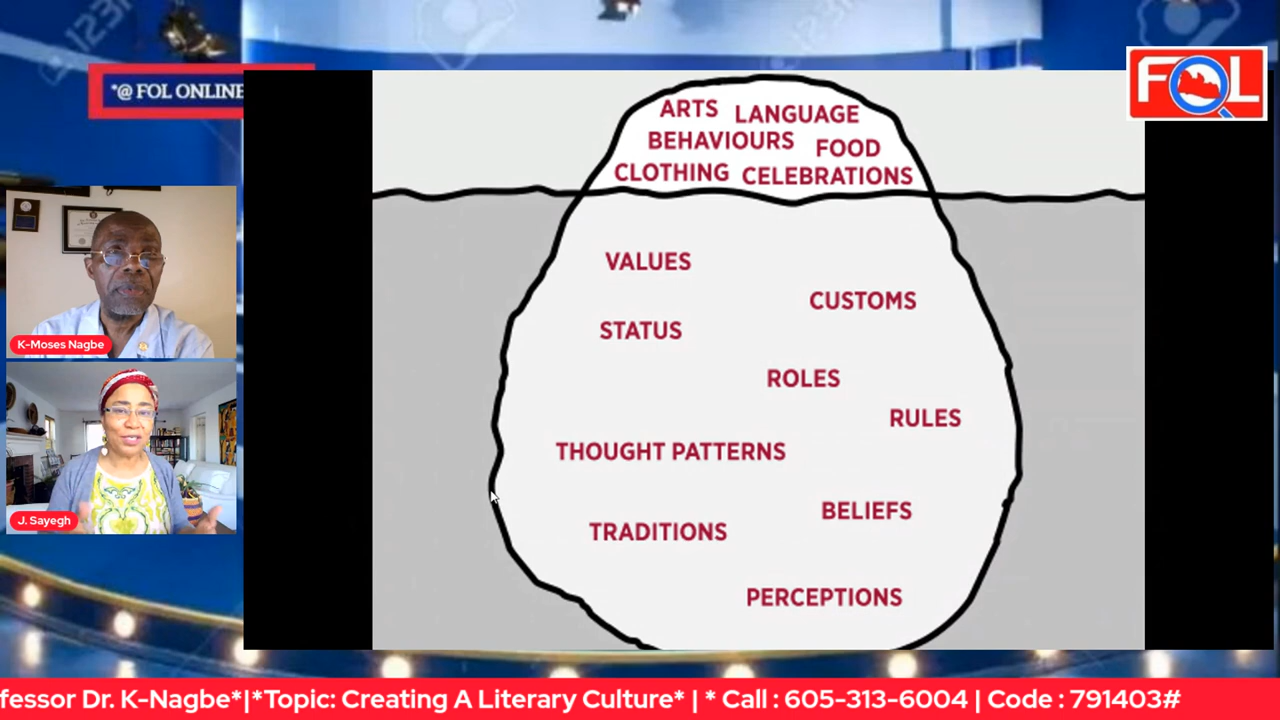 *@ FOL ONLINE
FOL
ARTS LANGUAGE
BEHAVIOURS FOOD
CLOTHING CELEBRATIONS
VALUES
CUSTOMS
STATUS
ROLES
RULES
THOUGHT PATTERNS
BELIEFS
TRADITIONS
PERCEPTIONS
K-Moses Nagbe
J. Sayegh
fessor Dr. K-Nagbe*|*Topic: Creating A Literary Culture* | * Call : 605-313-6004 | Code : 791403#